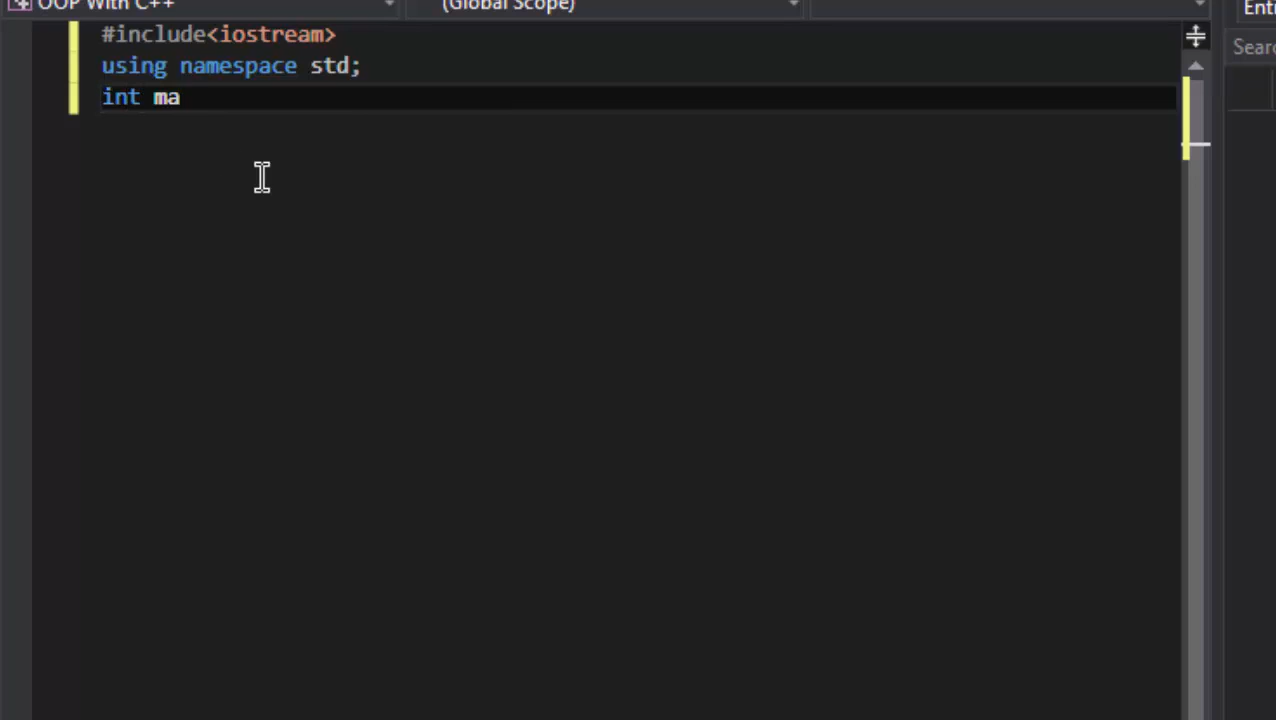 OOP With C++ (Global Scope)
#include<iostream>
using namespace std;
int ma